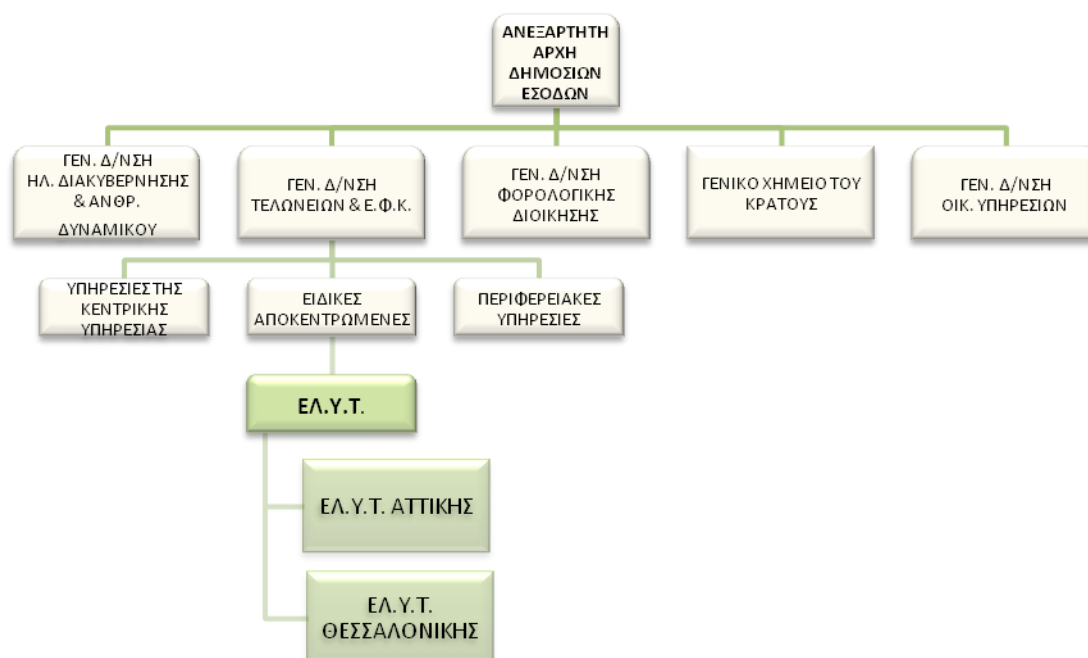 ΑΝΕΞΑΡΤΗΤΗ
ΑΡΧΗ
ΔΗΜΟΣΙΩΝ
ΕΣΟΔΩΝ
ΓΕΝ. Δ/ΝΣΗ
ΗΛ. ΔΙΑΚΥΒΕΡΝΗΣΗΣ
& ΑΝΘΡ.
ΔΥΝΑΜΙΚΟΥ
ΓΕΝ. Δ/ΝΣΗ
ΤΕΛΩΝΕΙΩΝ & Ε.Φ.Κ.
ΓΕΝ. Δ/ΝΣΗ
ΦΟΡΟΛΟΓΙΚΗΣ
ΔΙΟΙΚΗΣΗΣ
ΓΕΝΙΚΟ ΧΗΜΕΙΟ ΤΟΥ
ΚΡΑΤΟΥΣ
ΓΕΝ. Δ/ΝΣΗ
ΟΙΚ. ΥΠΗΡΕΣΙΩΝ
ΥΠΗΡΕΣΙΕΣ ΤΗΣ
ΚΕΝΤΡΙΚΗΣ
ΥΠΗΡΕΣΙΑΣ
ΕΙΔΙΚΕΣ
ΑΠΟΚΕΝΤΡΩΜΕΝΕΣ
ΠΕΡΙΦΕΡΕΙΑΚΕΣ
ΥΠΗΡΕΣΙΕΣ
ΕΛ.Υ.Τ.
ΕΛ.Υ.Τ. ΑΤΤΙΚΗΣ
ΕΛ.Υ.Τ.
ΘΕΣΣΑΛΟΝΙΚΗΣ